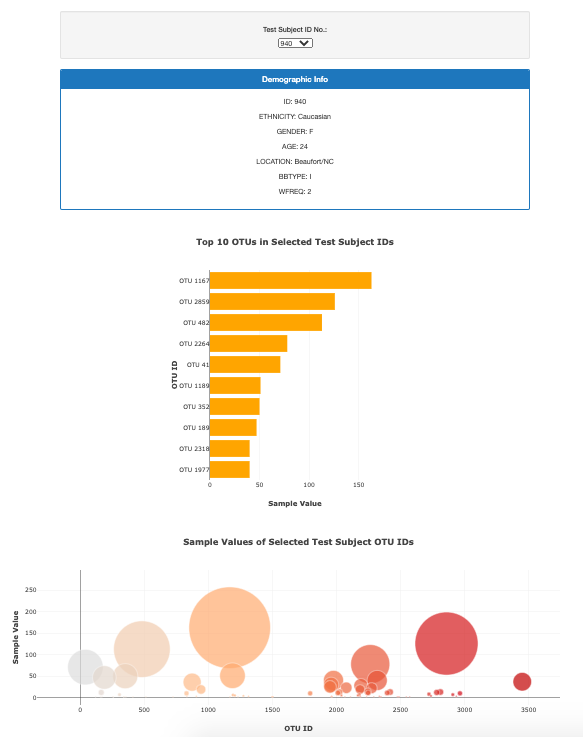 Test Subject ID No.:
940
Demographic Info
ID: 940
ETHNICITY: Caucasian
GENDER: F
AGE: 24
LOCATION: Beaufort/NC
BBTYPE: I
WFREQ: 2
Top 10 OTUs in Selected Test Subject IDs
OTU 1167
OTU 2859
OTU 482
OTU 2264
OTU 41
OTU 1189
OTU 352
OTU 189
OTU 2318
OTU 1977
OTU ID
0 50 100 150
Sample Value
Sample Values of Selected Test Subject OTU IDs
250
200
150
100
50
0
Sample Value
0 500 1000 1500 2000 2500 3000 3500
OTU ID